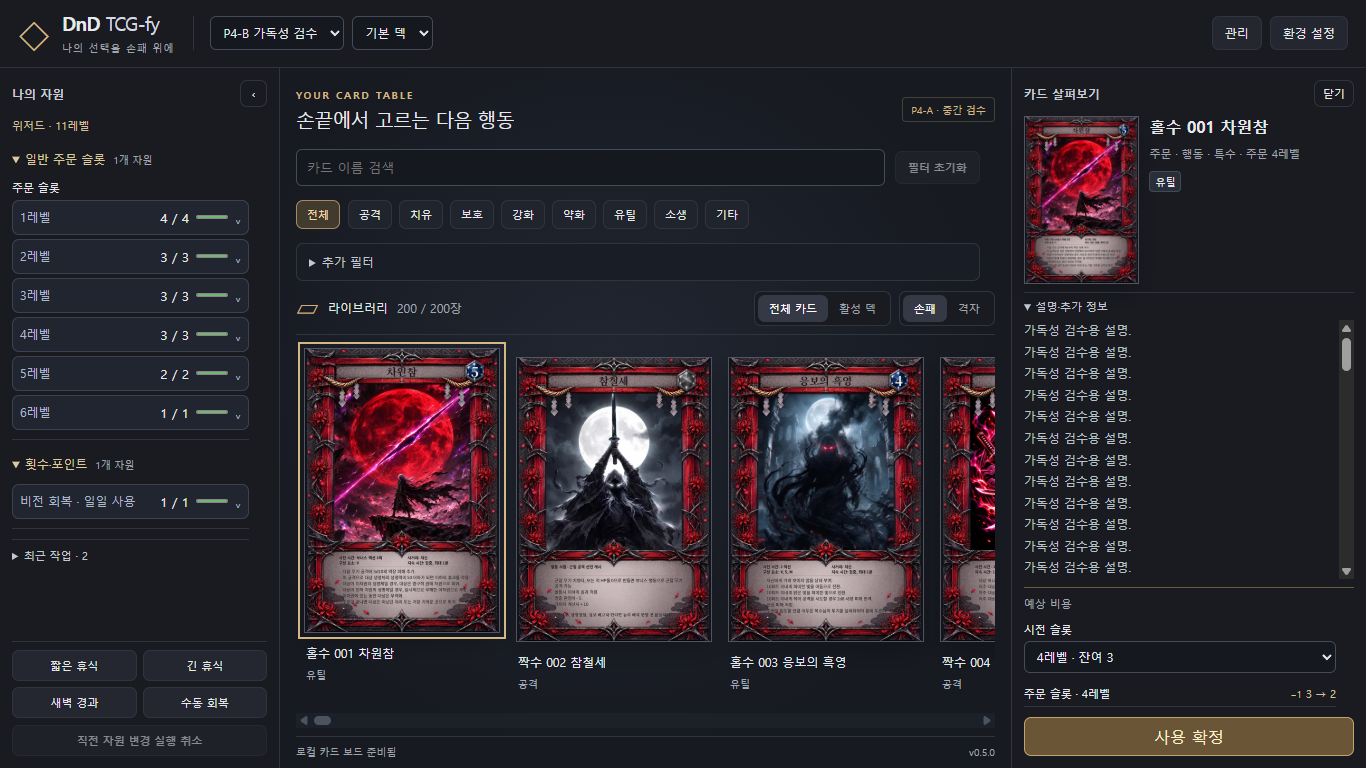 DnD TCG-fy
나의 선택을 손패 위에
P4-B 가독성 검수
기본 덱
관리
환경 설정
나의 자원
위저드 · 11레벨
▼ 일반 주문 슬롯 1개 자원
주문 슬롯
1레벨 4 / 4
2레벨 3 / 3
3레벨 3 / 3
4레벨 3 / 3
5레벨 2 / 2
6레벨 1 / 1
▼ 횟수·포인트 1개 자원
비전 회복 · 일일 사용 1 / 1
▶ 최근 작업 · 2
짧은 휴식
긴 휴식
새벽 경과
수동 회복
직전 자원 변경 실행 취소
YOUR CARD TABLE
손끝에서 고르는 다음 행동
P4-A · 중간 검수
카드 이름 검색
필터 초기화
전체
공격
치유
보호
강화
약화
유틸
소생
기타
▶ 추가 필터
라이브러리 200 / 200장
전체 카드
활성 덱
손패
격자
차원참
5
참철세
응보의 흑영
4
홀수 001 차원참
유틸
짝수 002 참철세
공격
홀수 003 응보의 흑영
유틸
짝수 004
공격
로컬 카드 보드 준비됨
v0.5.0
카드 살펴보기
닫기
차원참
5
홀수 001 차원참
주문 · 행동 · 특수 · 주문 4레벨
유틸
▼ 설명·추가 정보
가독성 검수용 설명.
가독성 검수용 설명.
가독성 검수용 설명.
가독성 검수용 설명.
가독성 검수용 설명.
가독성 검수용 설명.
가독성 검수용 설명.
가독성 검수용 설명.
가독성 검수용 설명.
가독성 검수용 설명.
가독성 검수용 설명.
가독성 검수용 설명.
예상 비용
시전 슬롯
4레벨 · 잔여 3
주문 슬롯 · 4레벨
−1 3 → 2
사용 확정